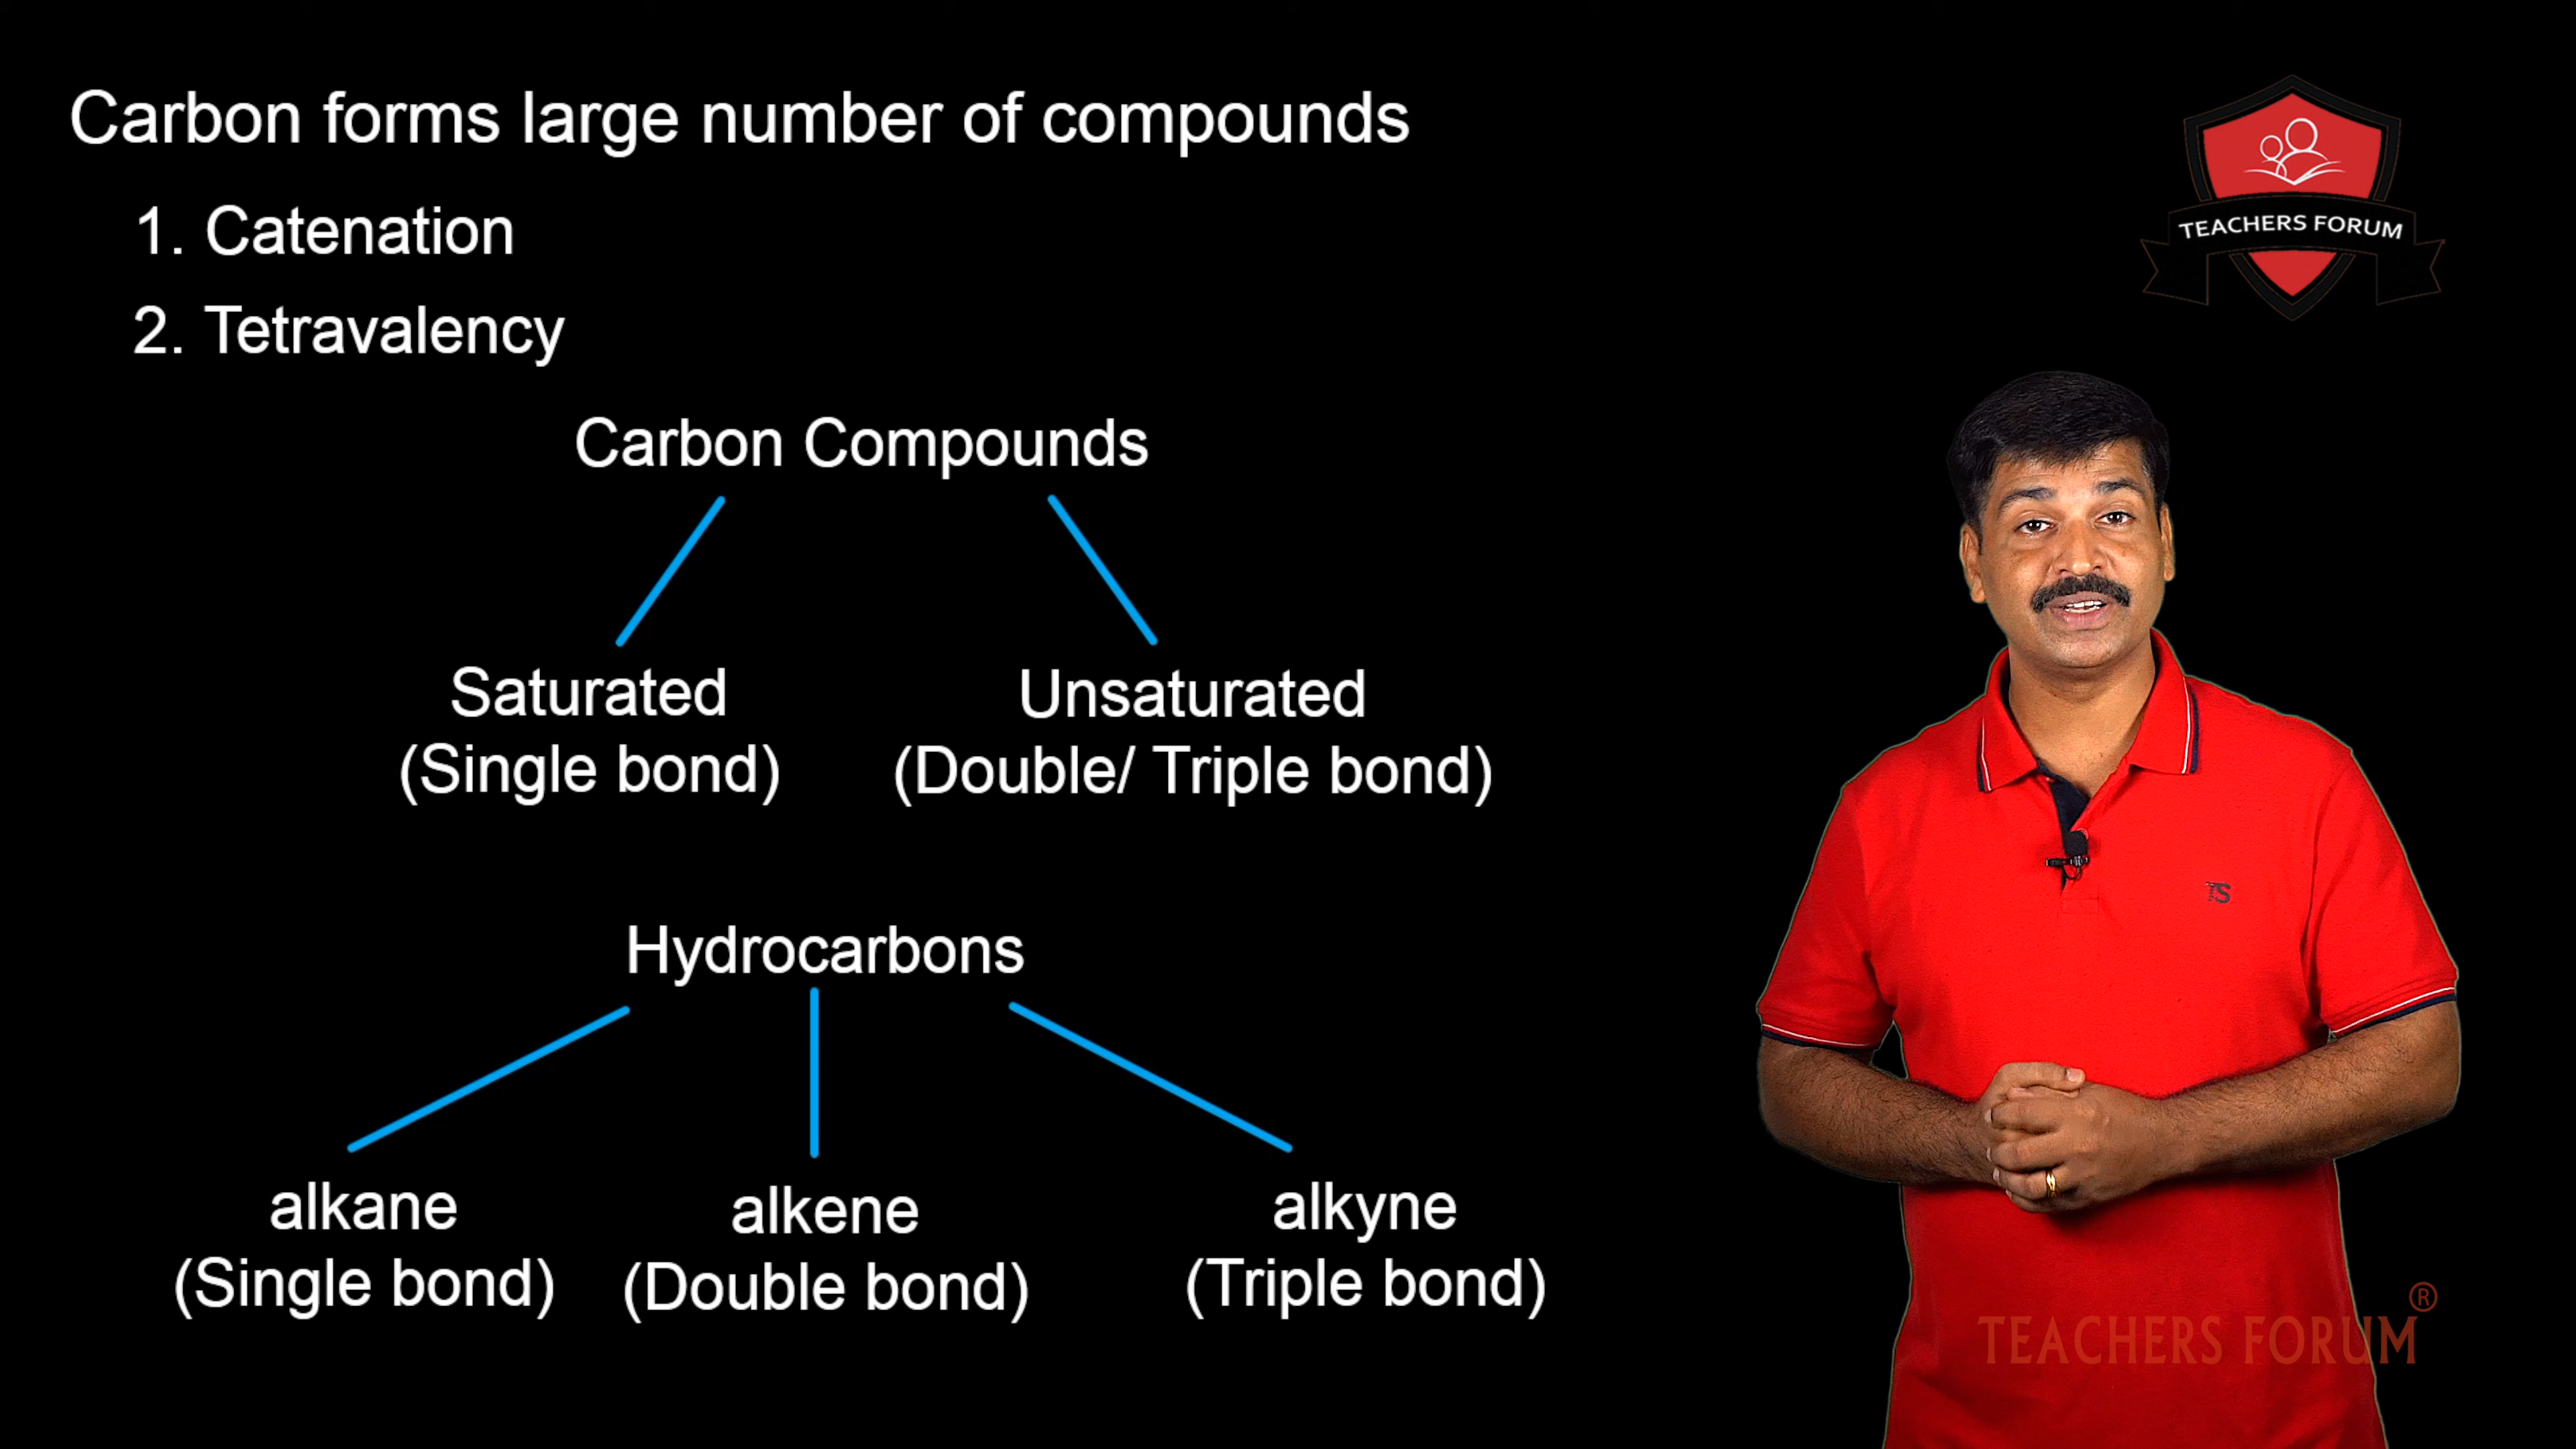 Carbon forms large number of compounds
1. Catenation
2. Tetravalency
Carbon Compounds
Saturated
(Single bond)
Unsaturated
(Double/ Triple bond)
Hydrocarbons
alkane
(Single bond)
alkene
(Double bond)
alkyne
(Triple bond)
TEACHERS FORUM
TS
TEACHERS FORUM®